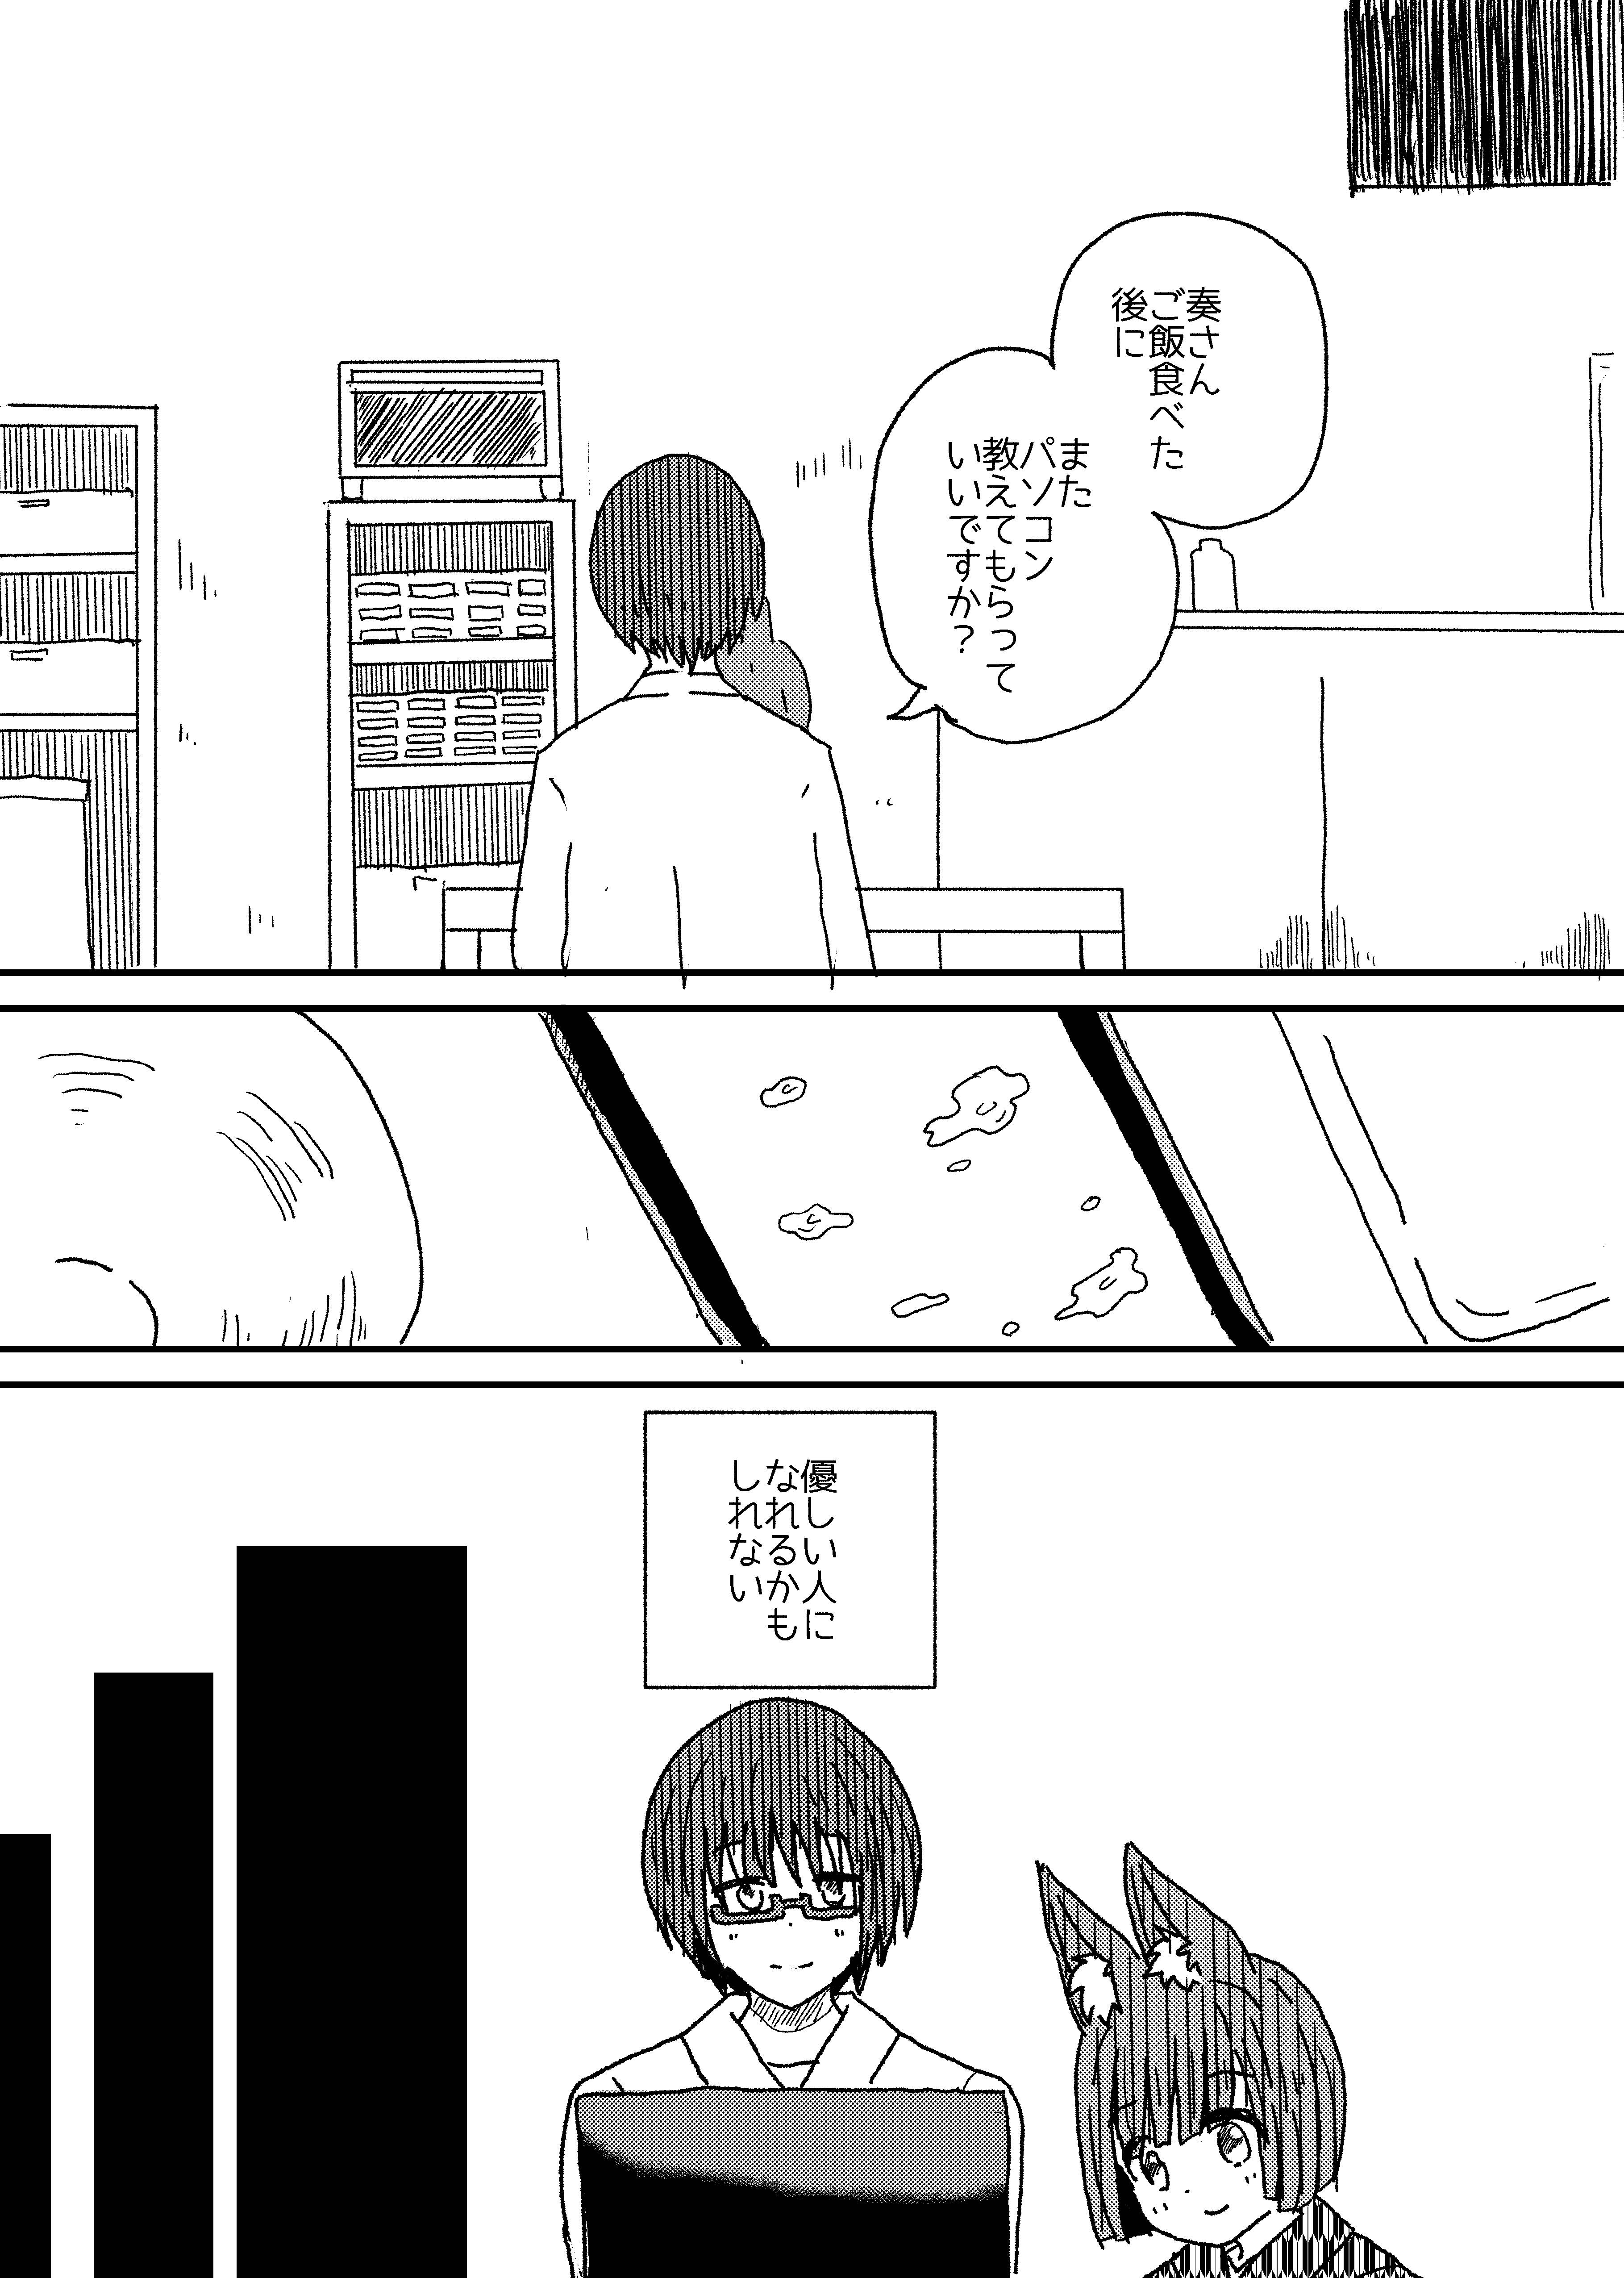 奏さん
ご飯食べた
後に
また
パソコン
教えてもらって
いいですか？
優しい人に
なれるかも
しれない